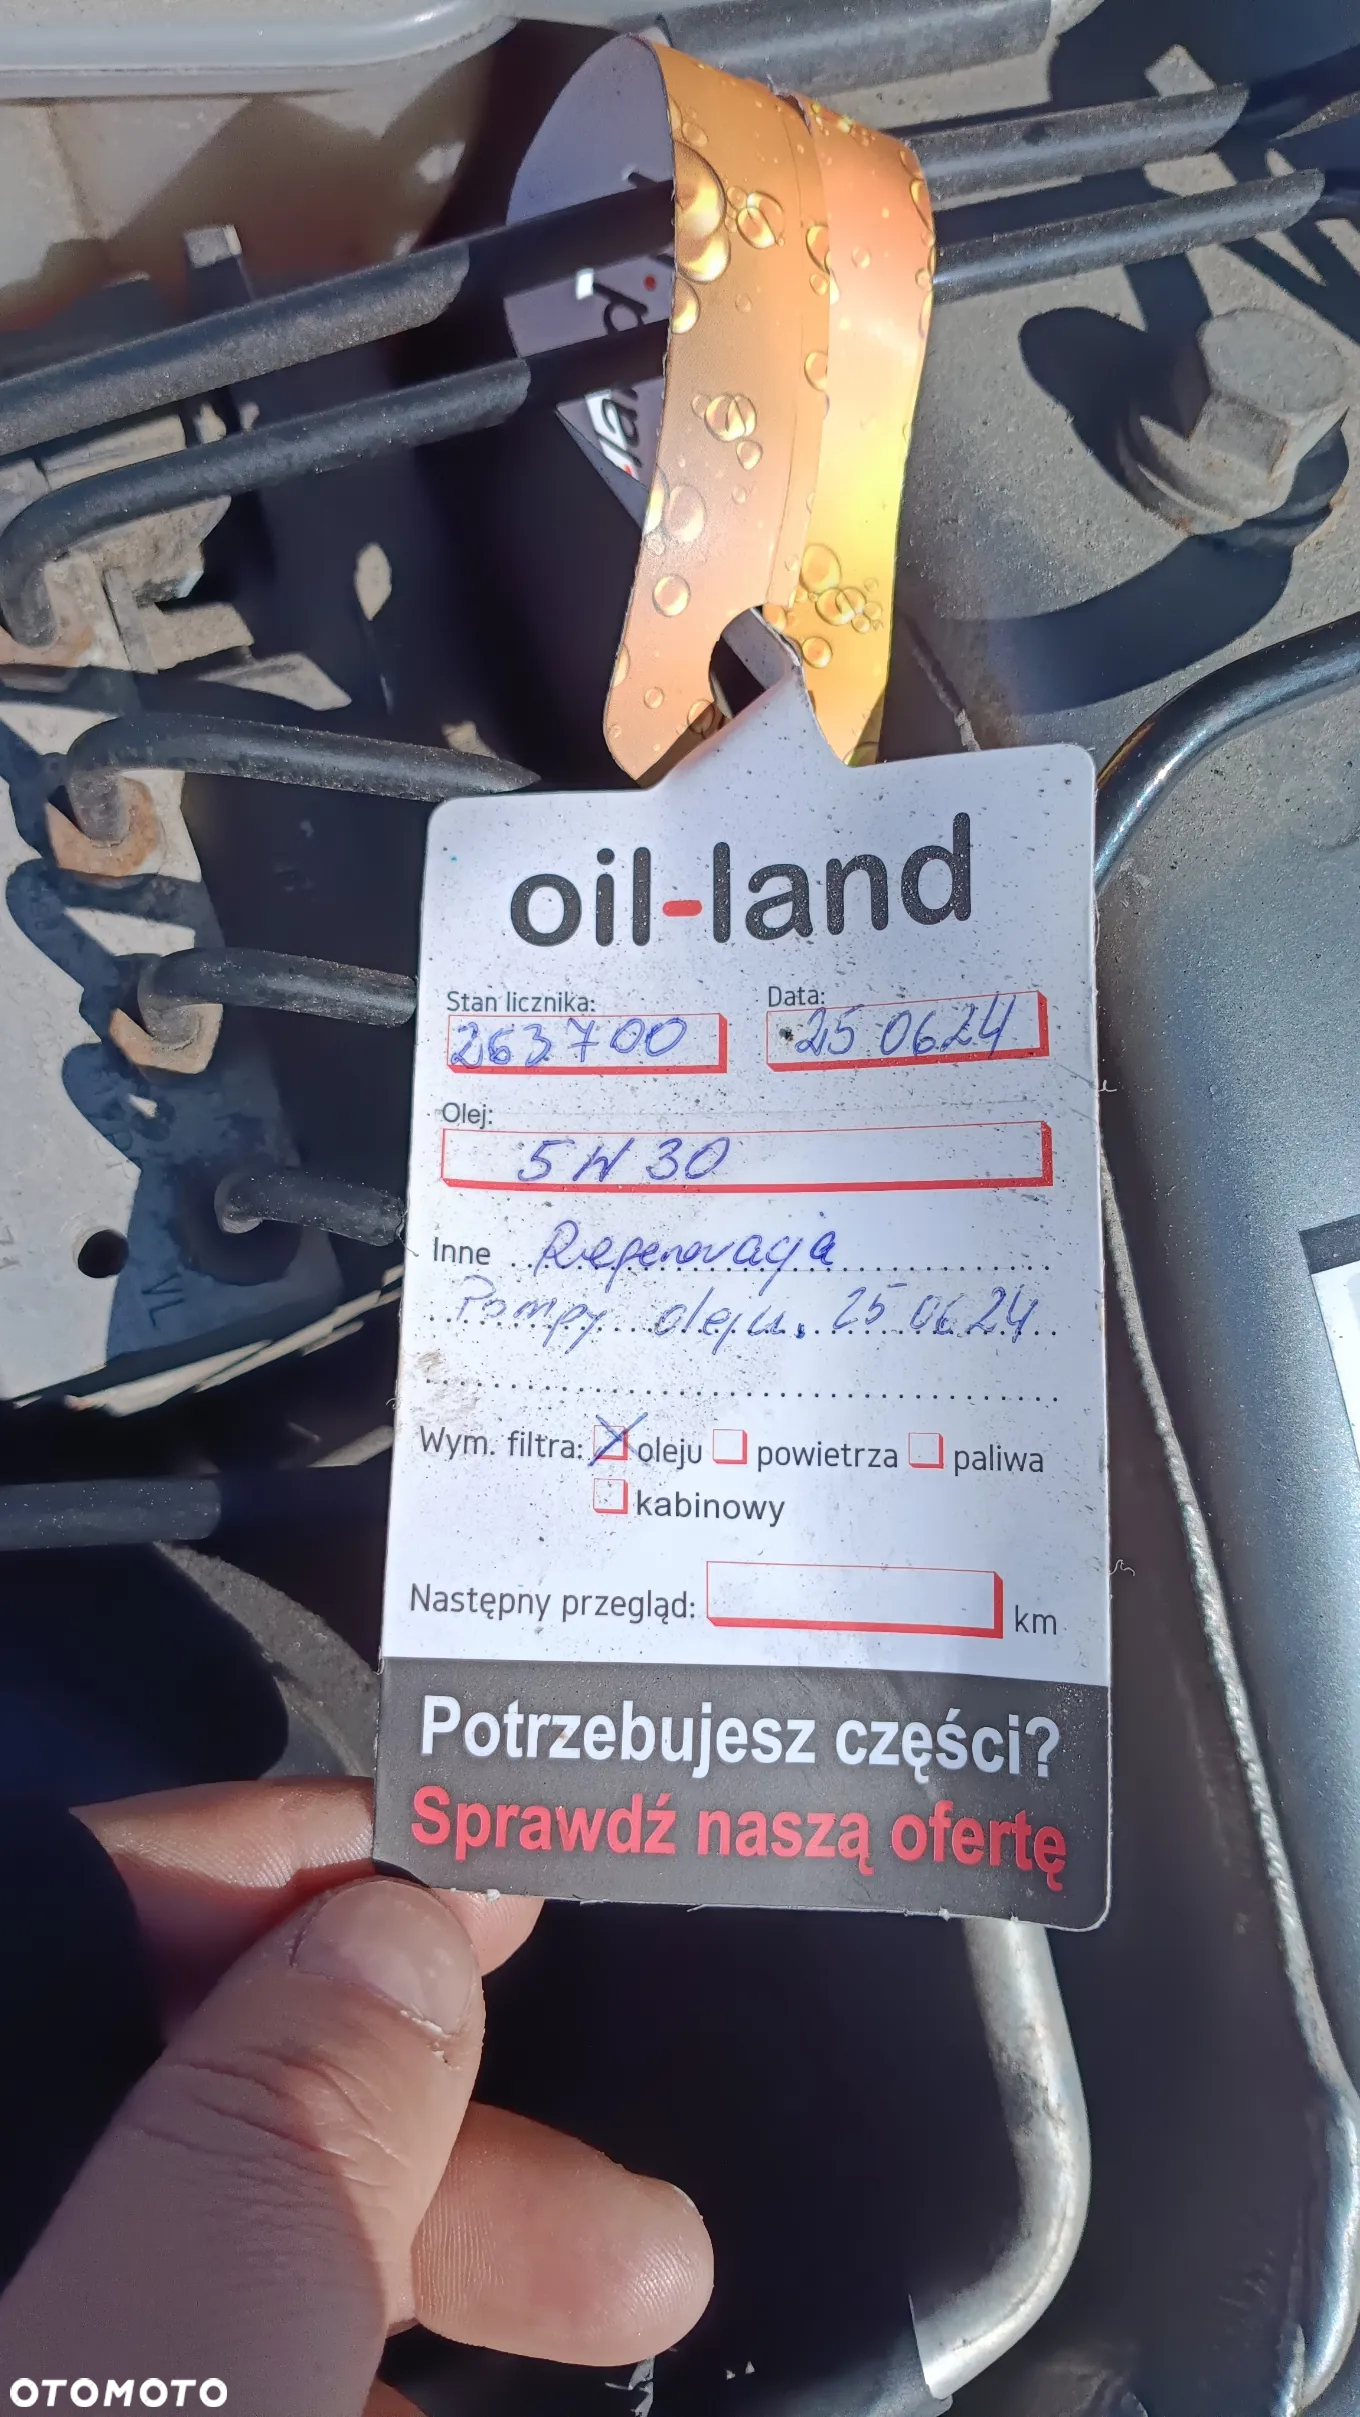 oil-land
Stan licznika: Data:
263700 25 06 24
Olej:
5W30
Inne Regeneracja
Pompy oleju. 25 06 24
Wym. filtra: oleju powietrza paliwa
kabinowy
Następny przegląd: km
Potrzebujesz części?
Sprawdź naszą ofertę
VL
OTOMOTO